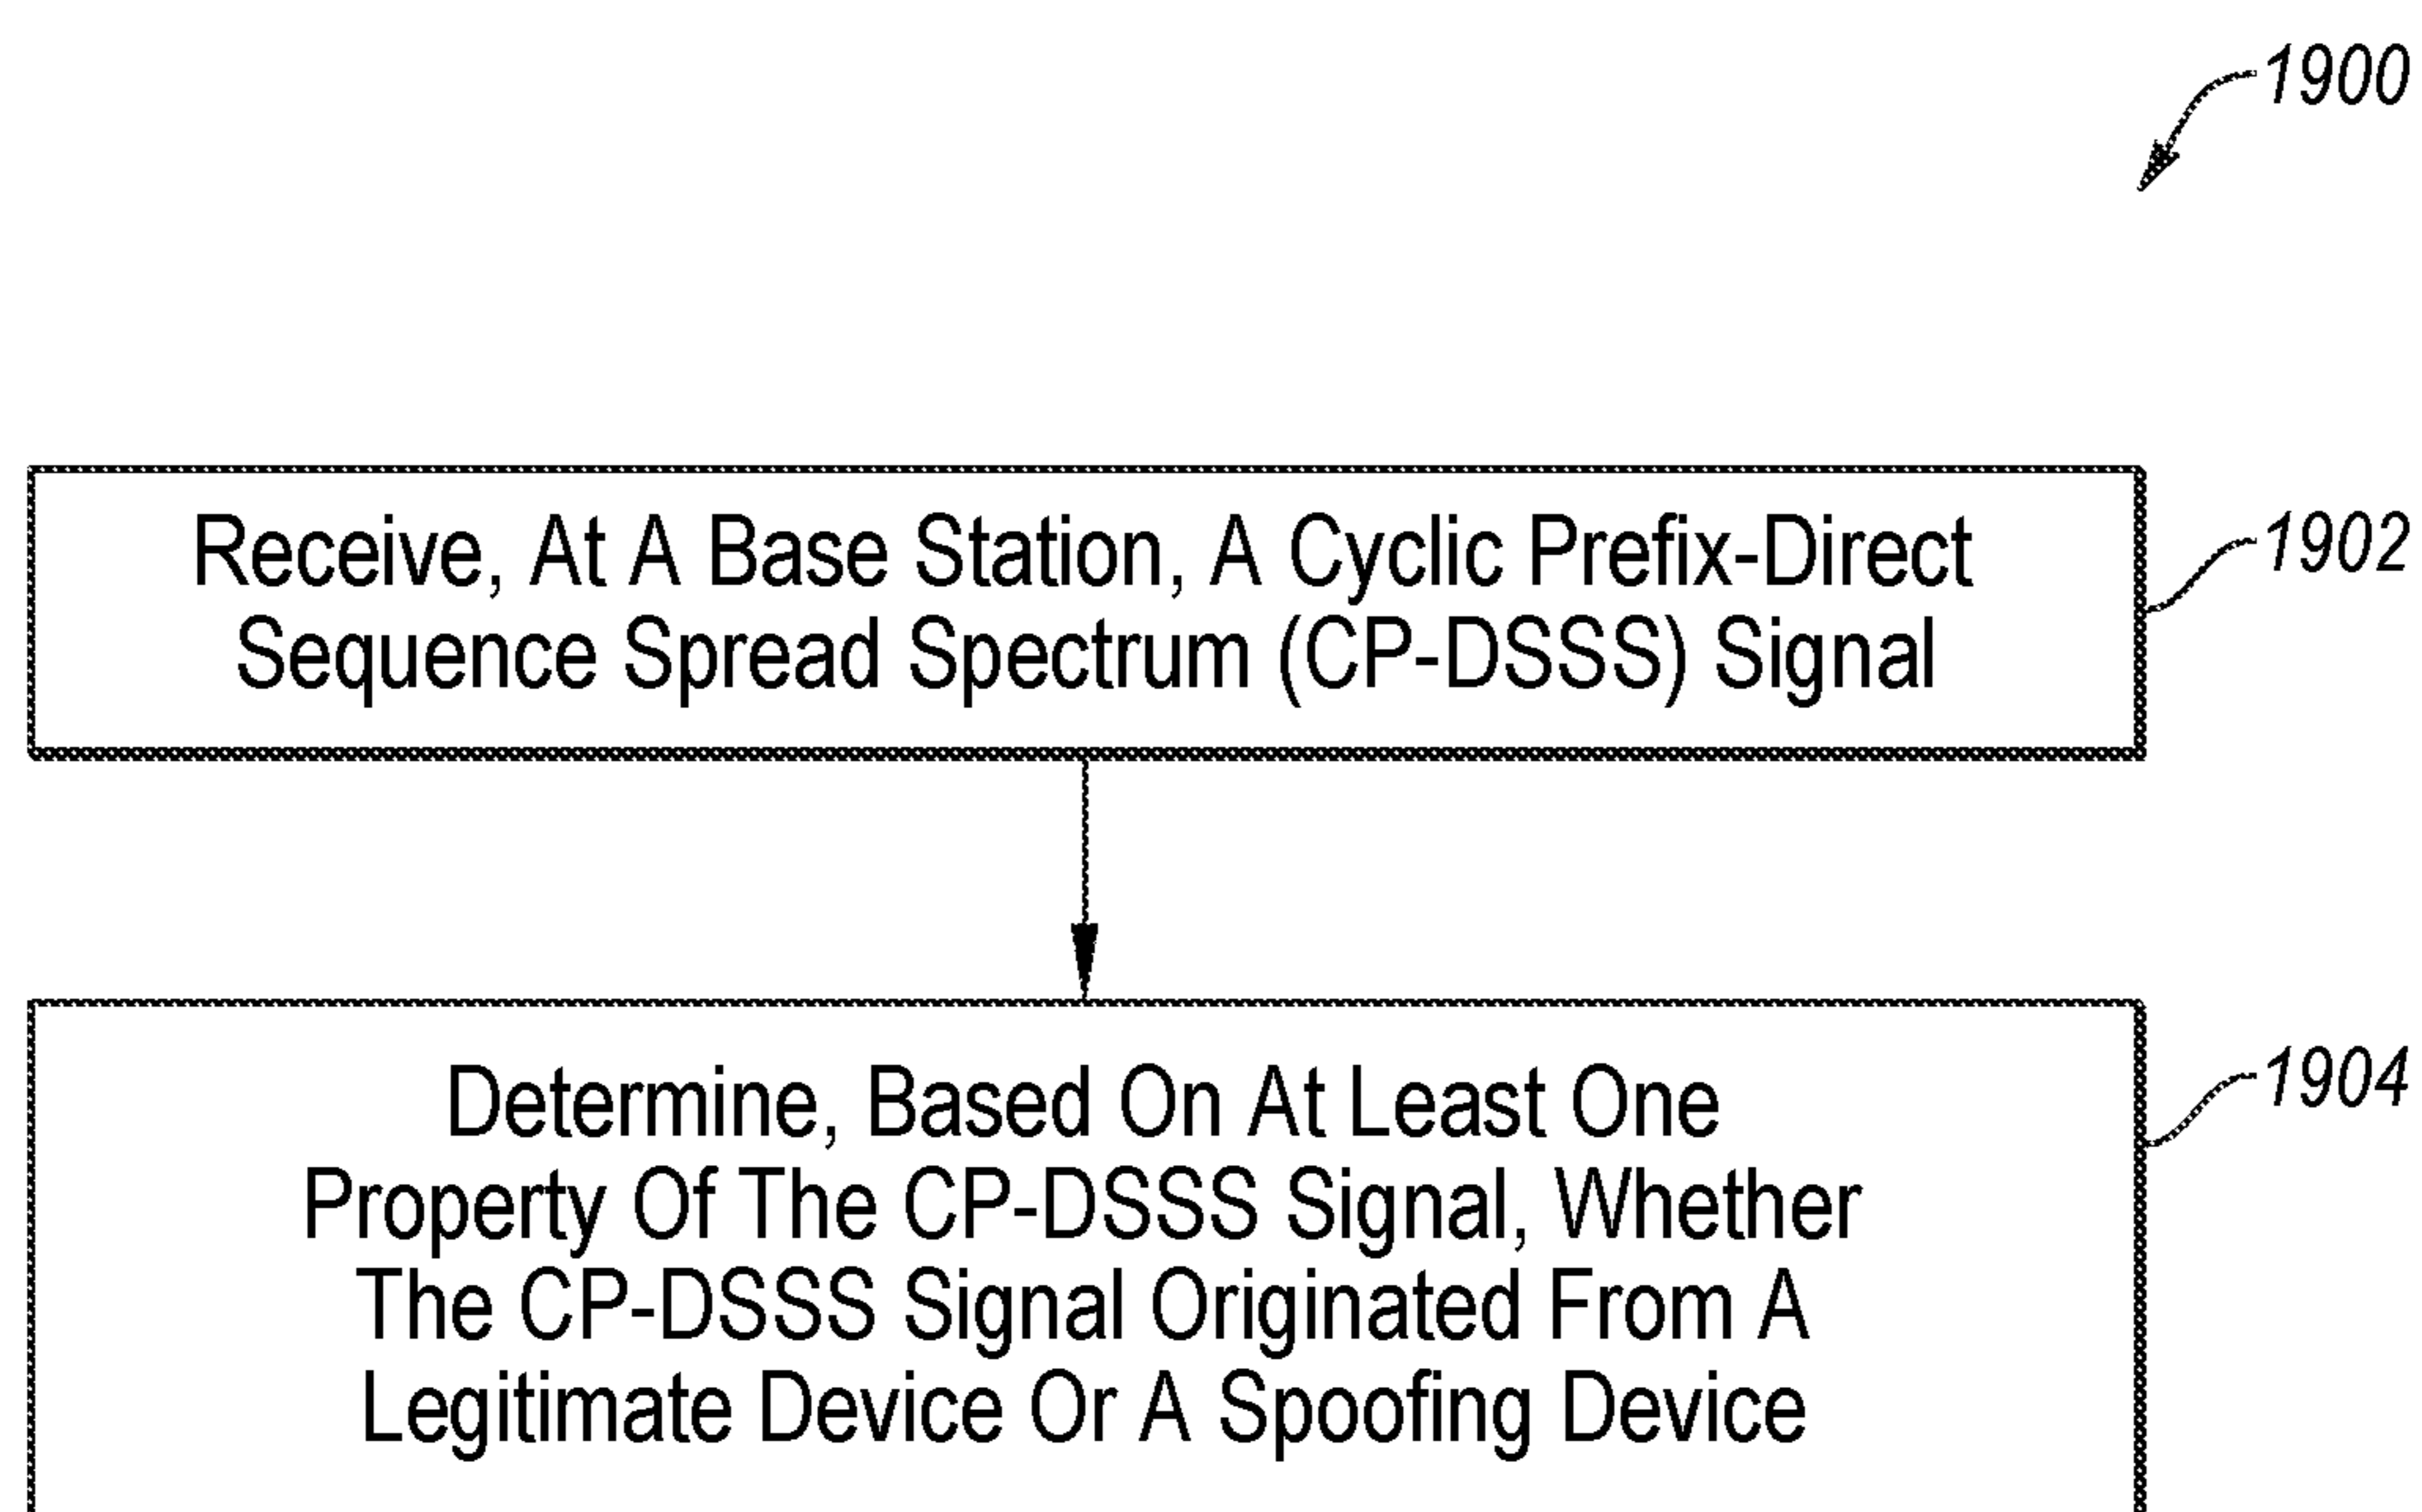 1900
Receive, At A Base Station, A Cyclic Prefix-Direct
Sequence Spread Spectrum (CP-DSSS) Signal
1902
Determine, Based On At Least One
Property Of The CP-DSSS Signal, Whether
The CP-DSSS Signal Originated From A
Legitimate Device Or A Spoofing Device
1904